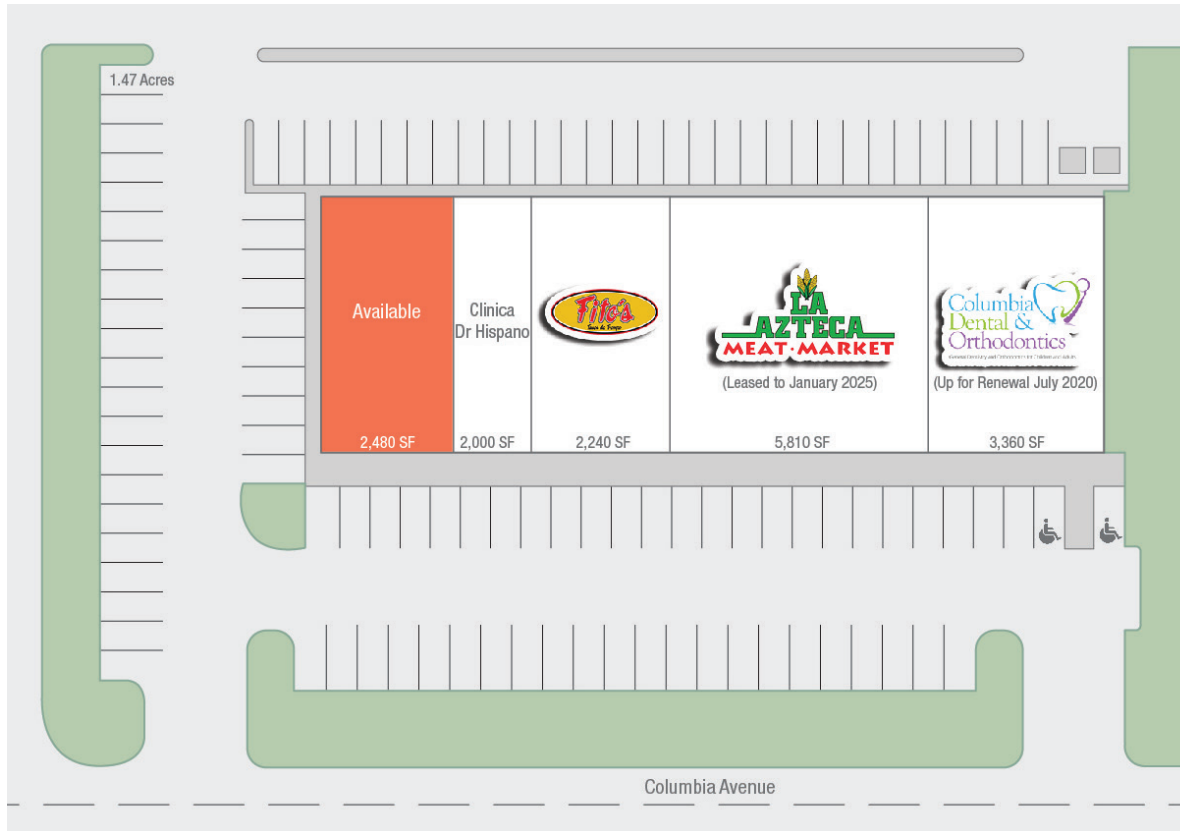 1.47 Acres
Available
2,480 SF
Clinica
Dr Hispano
2,000 SF
Fito's
2,240 SF
LA
AZTECA
MEAT·MARKET
(Leased to January 2025)
5,810 SF
Columbia
Dental &
Orthodontics
(Up for Renewal July 2020)
3,360 SF
Columbia Avenue